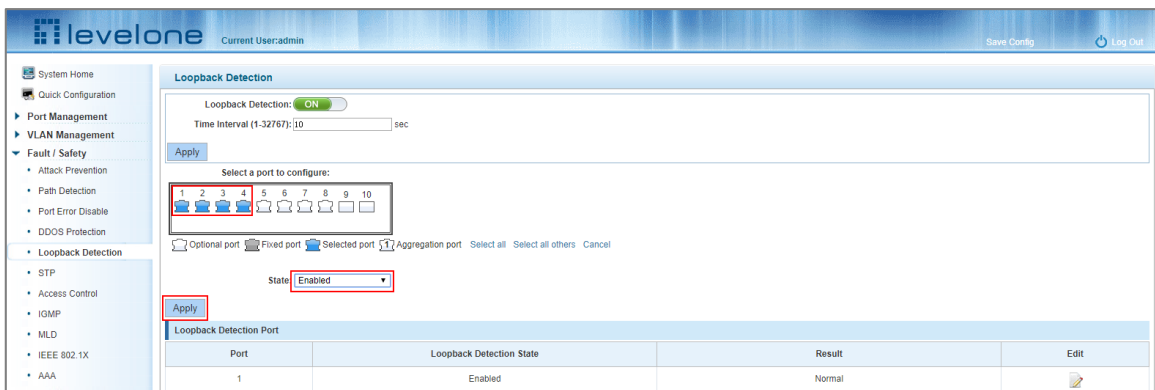 levelone Current User:admin Save Config Log Out
System Home
Quick Configuration
Port Management
VLAN Management
Fault / Safety
Attack Prevention
Path Detection
Port Error Disable
DDOS Protection
Loopback Detection
STP
Access Control
IGMP
MLD
IEEE 802.1X
AAA
Loopback Detection
Loopback Detection: ON
Time Interval (1-32767): 10 sec
Apply
Select a port to configure:
1 2 3 4 5 6 7 8 9 10
Optional port Fixed port Selected port 1 Aggregation port Select all Select all others Cancel
State Enabled
Apply
Loopback Detection Port
Port Loopback Detection State Result Edit
1 Enabled Normal